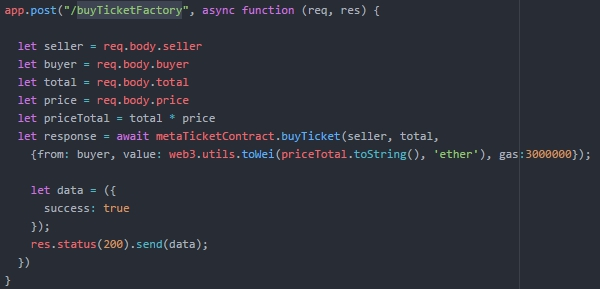 app.post("/buyTicketFactory", async function (req, res) {
let seller = req.body.seller
let buyer = req.body.buyer
let total = req.body.total
let price = req.body.price
let priceTotal = total * price
let response = await metaTicketContract.buyTicket(seller, total,
{from: buyer, value: web3.utils.toWei(priceTotal.toString(), 'ether'), gas:3000000});
let data = ({
success: true
});
res.status(200).send(data);
})
}